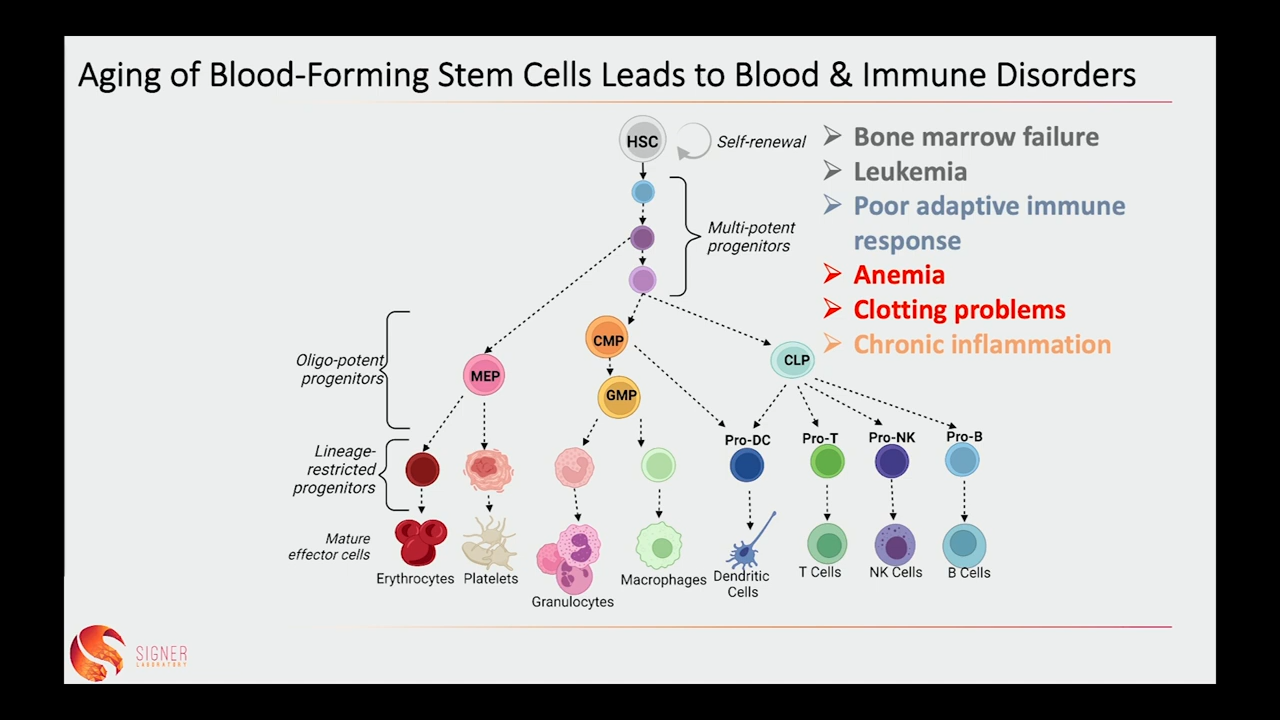 Aging of Blood-Forming Stem Cells Leads to Blood & Immune Disorders
HSC
Self-renewal
Multi-potent
progenitors
Bone marrow failure
Leukemia
Poor adaptive immune
response
Anemia
Clotting problems
Chronic inflammation
Oligo-potent
progenitors
MEP
CMP
GMP
CLP
Lineage-
restricted
progenitors
Pro-DC
Pro-T
Pro-NK
Pro-B
Mature
effector cells
Erythrocytes
Platelets
Granulocytes
Macrophages
Dendritic
Cells
T Cells
NK Cells
B Cells
SIGNER
LABORATORY